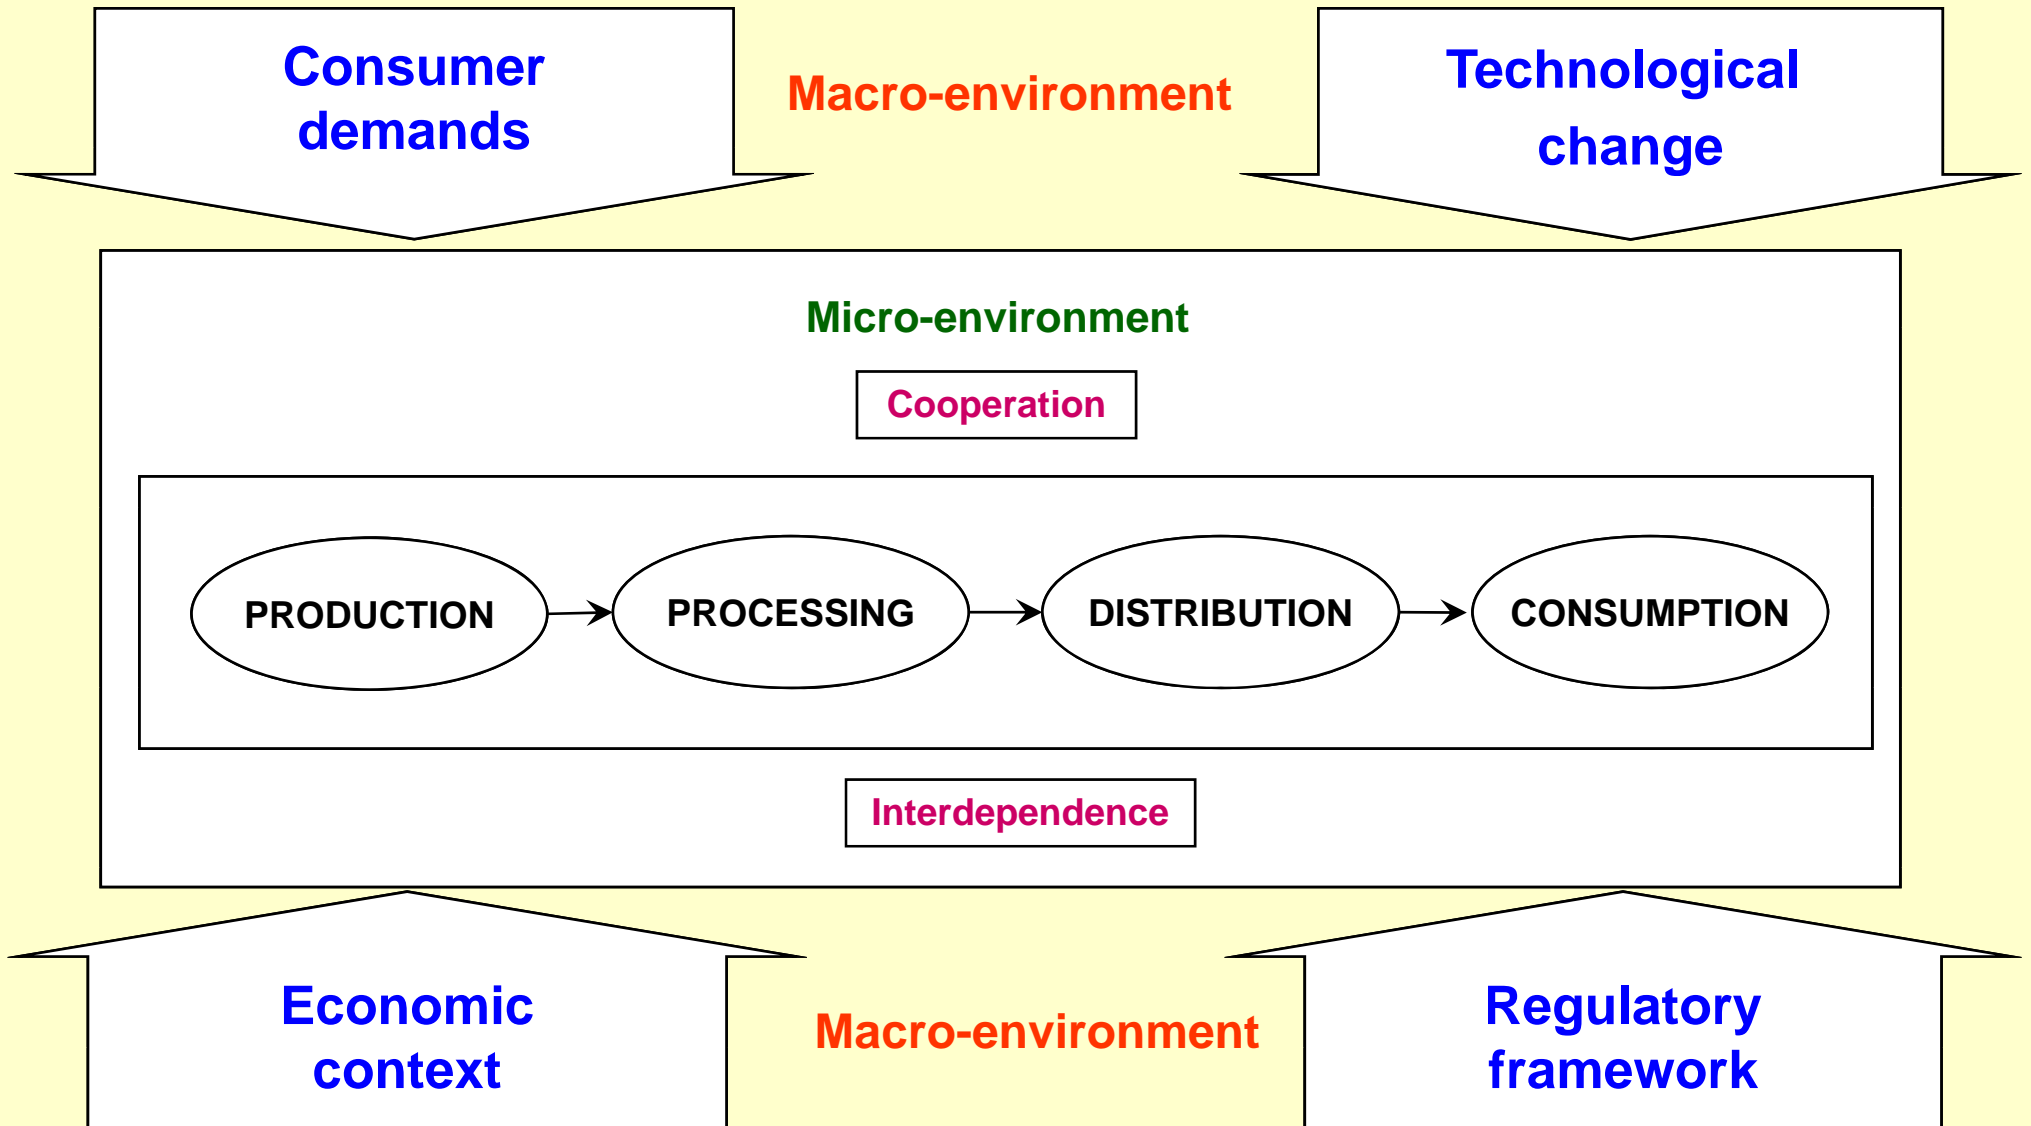 Consumer
demands
Macro-environment
Technological
change
Micro-environment
Cooperation
PRODUCTION
PROCESSING
DISTRIBUTION
CONSUMPTION
Interdependence
Economic
context
Macro-environment
Regulatory
framework